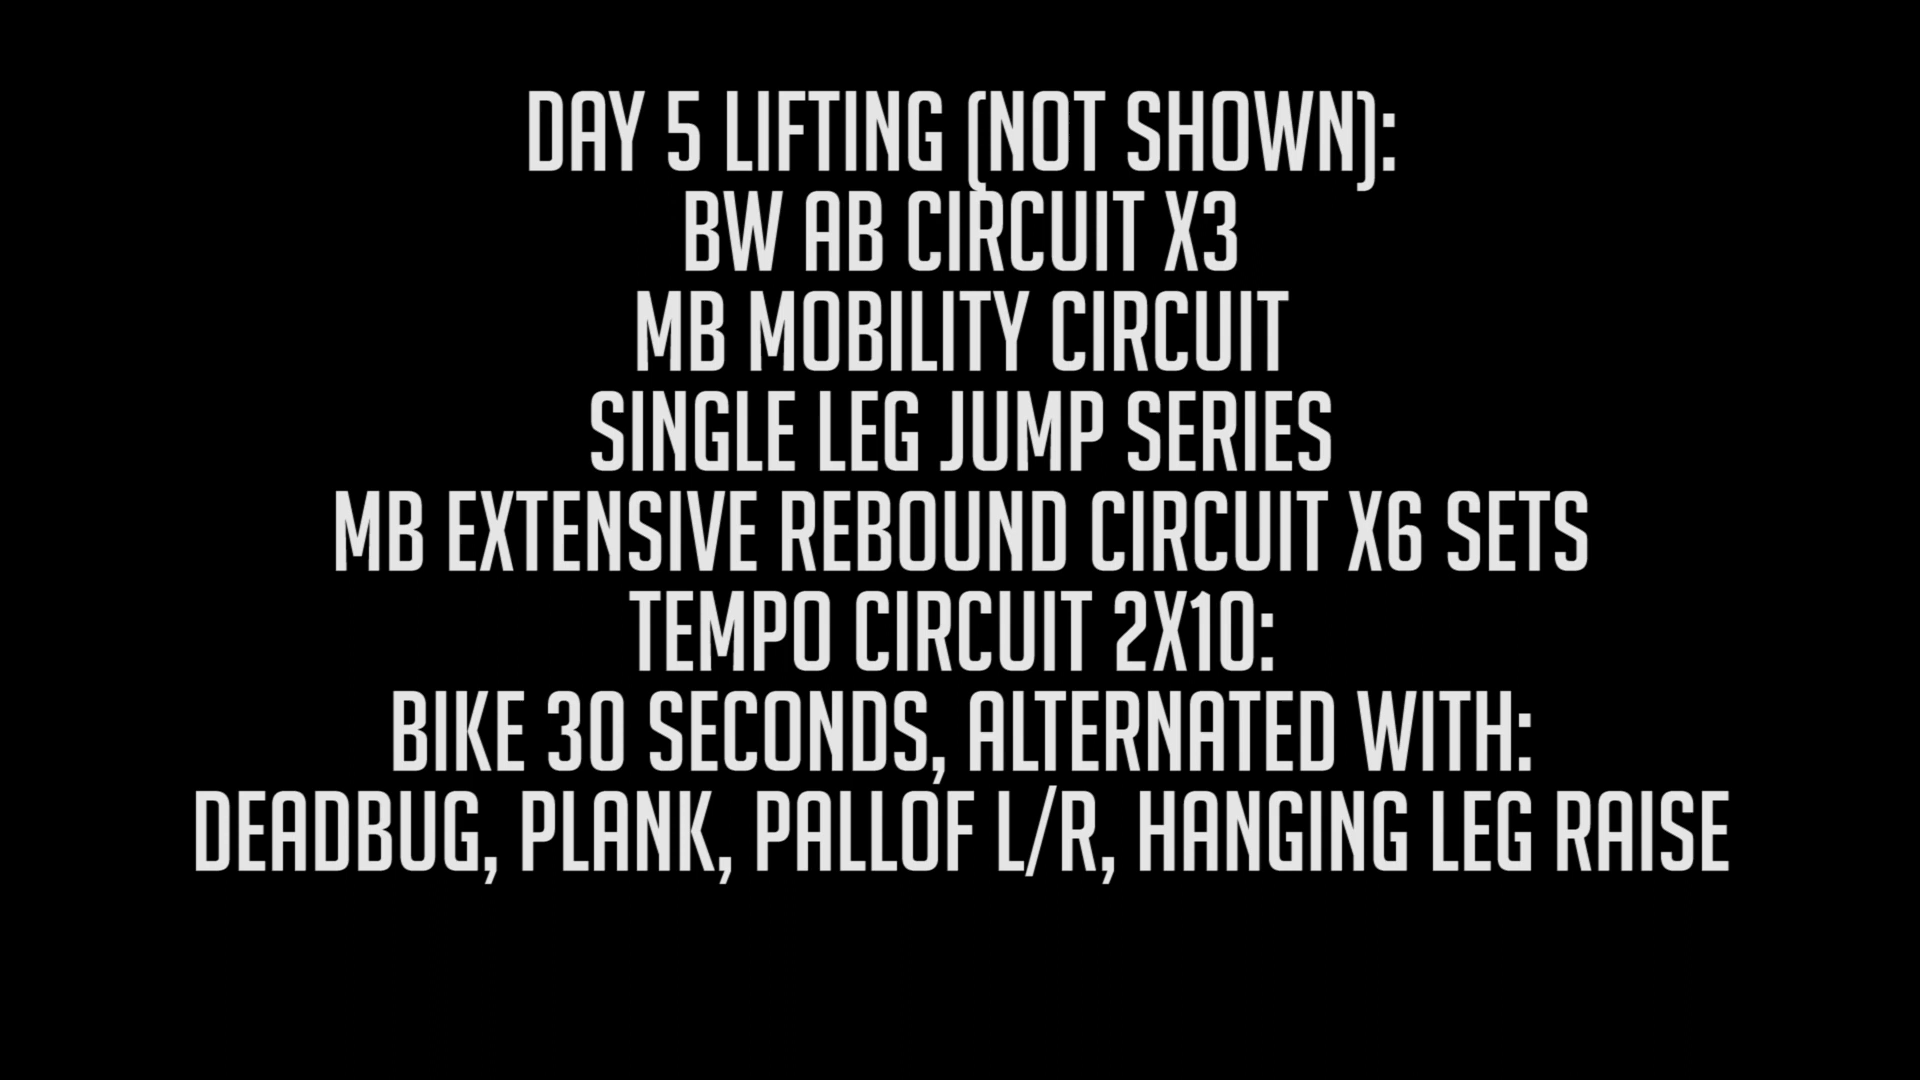 DAY 5 LIFTING (NOT SHOWN):
BW AB CIRCUIT X3
MB MOBILITY CIRCUIT
SINGLE LEG JUMP SERIES
MB EXTENSIVE REBOUND CIRCUIT X6 SETS
TEMPO CIRCUIT 2X10:
BIKE 30 SECONDS, ALTERNATED WITH:
DEADBUG, PLANK, PALLOF L/R, HANGING LEG RAISE